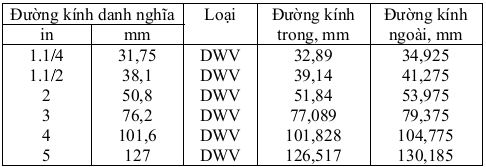 Đường kính danh nghĩa Loại Đường kính trong, mm Đường kính ngoài, mm
in mm
1.1/4 31,75 DWV 32,89 34,925
1.1/2 38,1 DWV 39,14 41,275
2 50,8 DWV 51,84 53,975
3 76,2 DWV 77,089 79,375
4 101,6 DWV 101,828 104,775
5 127 DWV 126,517 130,185